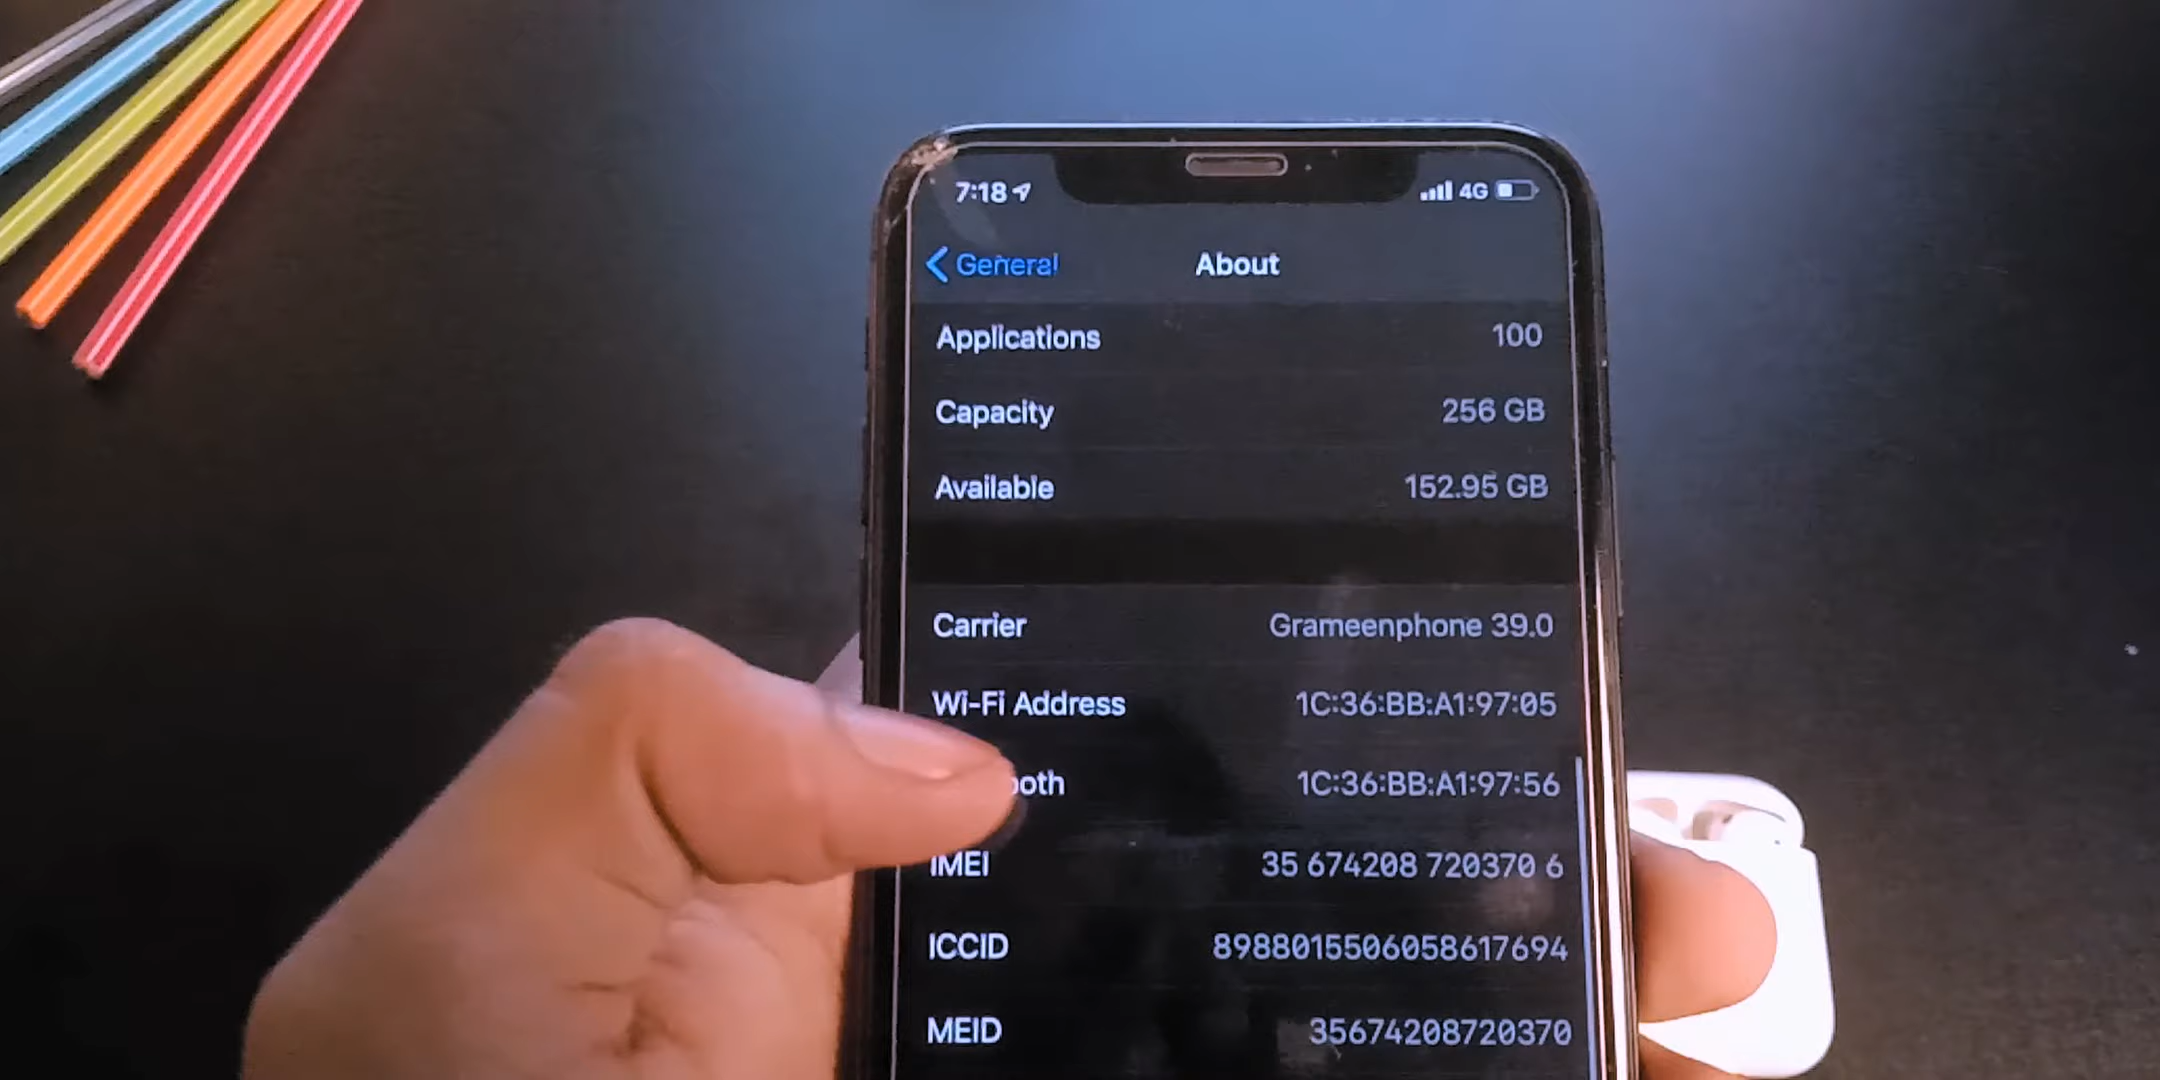 7:18
4G
General
About
Applications 100
Capacity 256 GB
Available 152.95 GB
Carrier Grameenphone 39.0
Wi-Fi Address 1C:36:BB:A1:97:05
ooth 1C:36:BB:A1:97:56
IMEI 35 674208 720370 6
ICCID 8988015506058617694
MEID 35674208720370